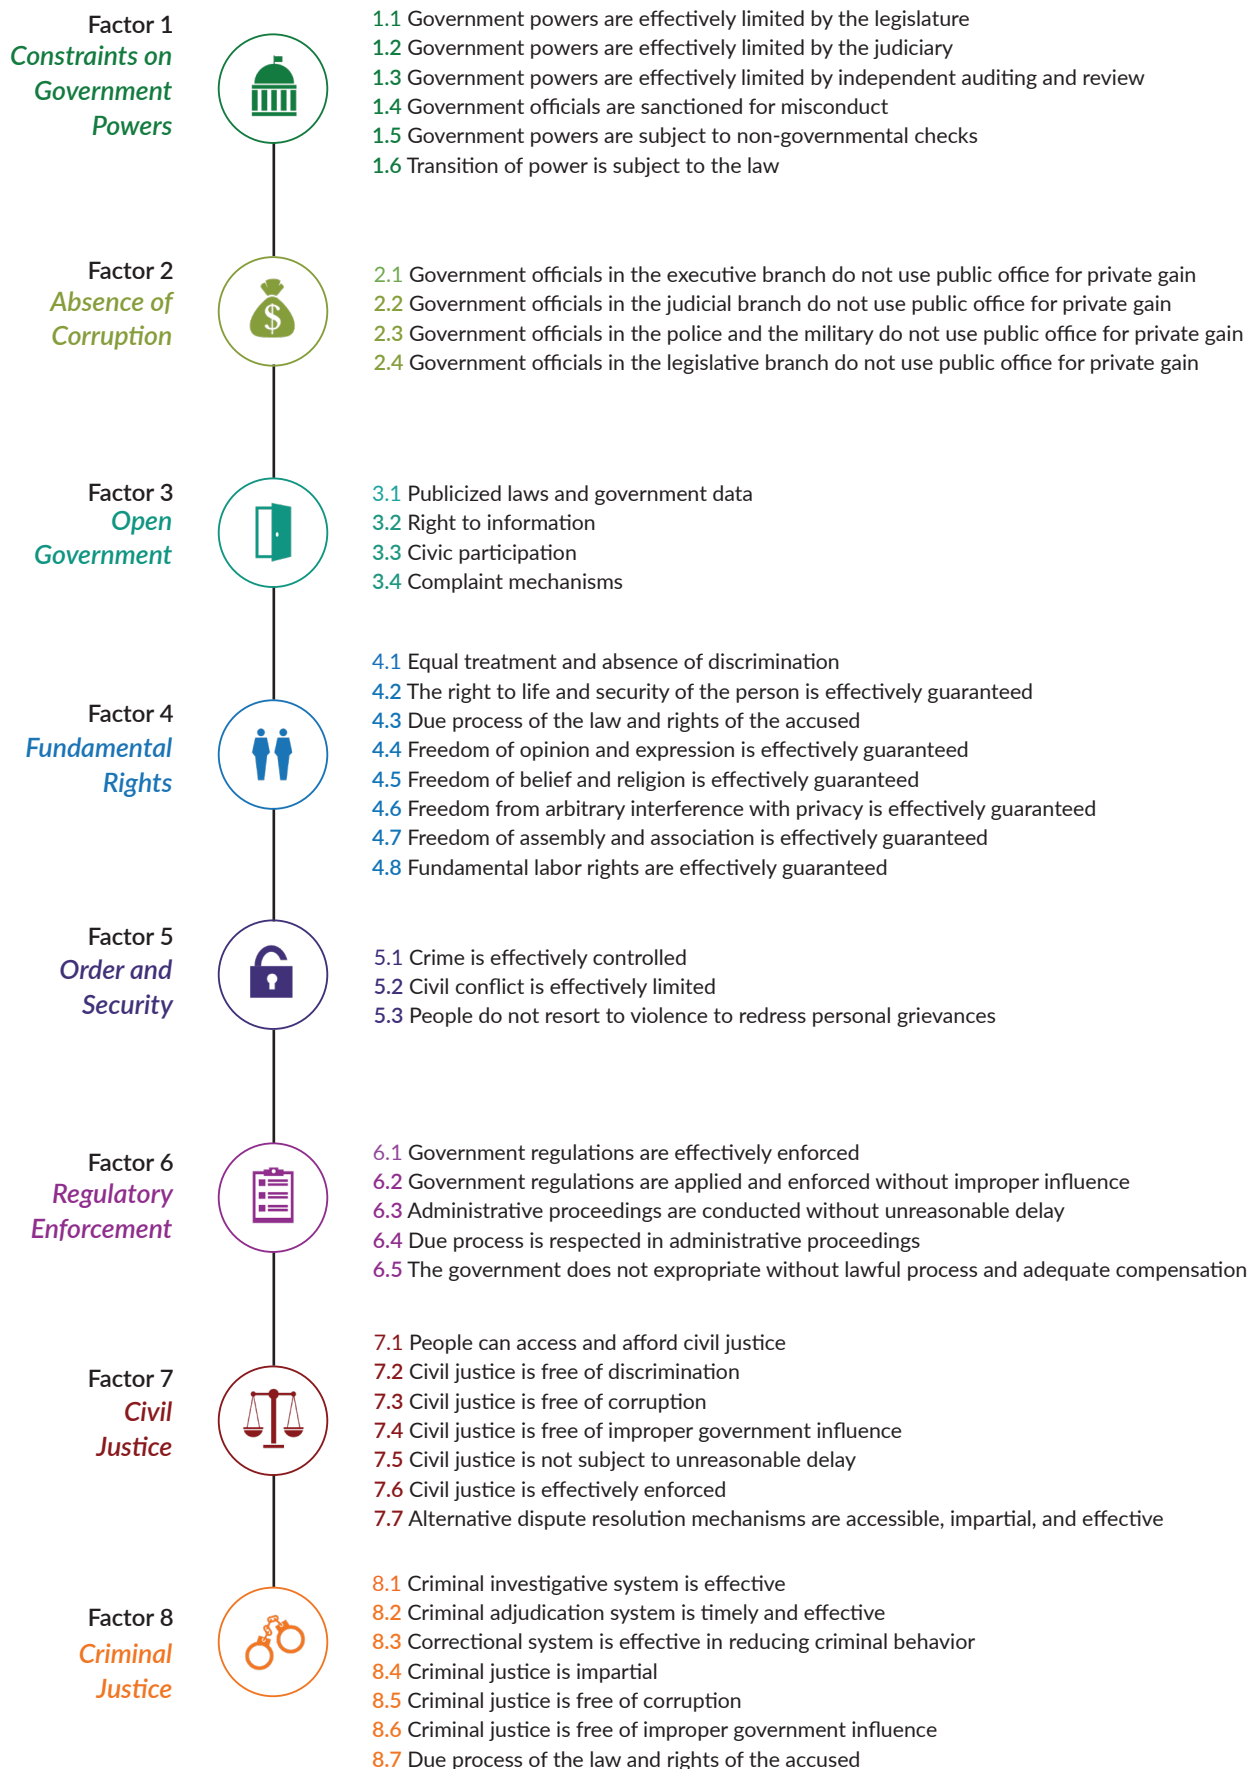 Factor 1
Constraints on
Government
Powers
1.1 Government powers are effectively limited by the legislature
1.2 Government powers are effectively limited by the judiciary
1.3 Government powers are effectively limited by independent auditing and review
1.4 Government officials are sanctioned for misconduct
1.5 Government powers are subject to non-governmental checks
1.6 Transition of power is subject to the law
Factor 2
Absence of
Corruption
$
2.1 Government officials in the executive branch do not use public office for private gain
2.2 Government officials in the judicial branch do not use public office for private gain
2.3 Government officials in the police and the military do not use public office for private gain
2.4 Government officials in the legislative branch do not use public office for private gain
Factor 3
Open
Government
3.1 Publicized laws and government data
3.2 Right to information
3.3 Civic participation
3.4 Complaint mechanisms
Factor 4
Fundamental
Rights
4.1 Equal treatment and absence of discrimination
4.2 The right to life and security of the person is effectively guaranteed
4.3 Due process of the law and rights of the accused
4.4 Freedom of opinion and expression is effectively guaranteed
4.5 Freedom of belief and religion is effectively guaranteed
4.6 Freedom from arbitrary interference with privacy is effectively guaranteed
4.7 Freedom of assembly and association is effectively guaranteed
4.8 Fundamental labor rights are effectively guaranteed
Factor 5
Order and
Security
5.1 Crime is effectively controlled
5.2 Civil conflict is effectively limited
5.3 People do not resort to violence to redress personal grievances
Factor 6
Regulatory
Enforcement
6.1 Government regulations are effectively enforced
6.2 Government regulations are applied and enforced without improper influence
6.3 Administrative proceedings are conducted without unreasonable delay
6.4 Due process is respected in administrative proceedings
6.5 The government does not expropriate without lawful process and adequate compensation
Factor 7
Civil
Justice
7.1 People can access and afford civil justice
7.2 Civil justice is free of discrimination
7.3 Civil justice is free of corruption
7.4 Civil justice is free of improper government influence
7.5 Civil justice is not subject to unreasonable delay
7.6 Civil justice is effectively enforced
7.7 Alternative dispute resolution mechanisms are accessible, impartial, and effective
Factor 8
Criminal
Justice
8.1 Criminal investigative system is effective
8.2 Criminal adjudication system is timely and effective
8.3 Correctional system is effective in reducing criminal behavior
8.4 Criminal justice is impartial
8.5 Criminal justice is free of corruption
8.6 Criminal justice is free of improper government influence
8.7 Due process of the law and rights of the accused